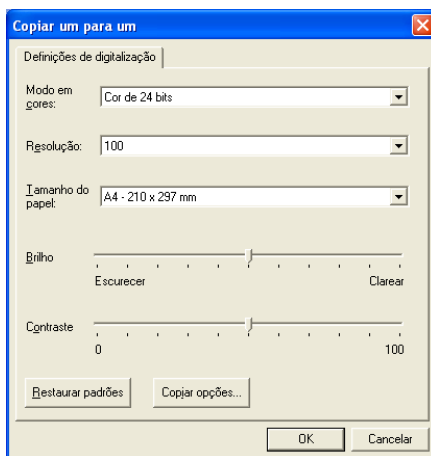 Copiar um para um
Definições de digitalização
Modo em
cores:
Cor de 24 bits
Resolução:
100
Tamanho do
papel:
A4 - 210 x 297 mm
Brilho
Escurecer
Clarear
Contraste
0
100
Restaurar padrões
Copiar opções...
OK
Cancelar